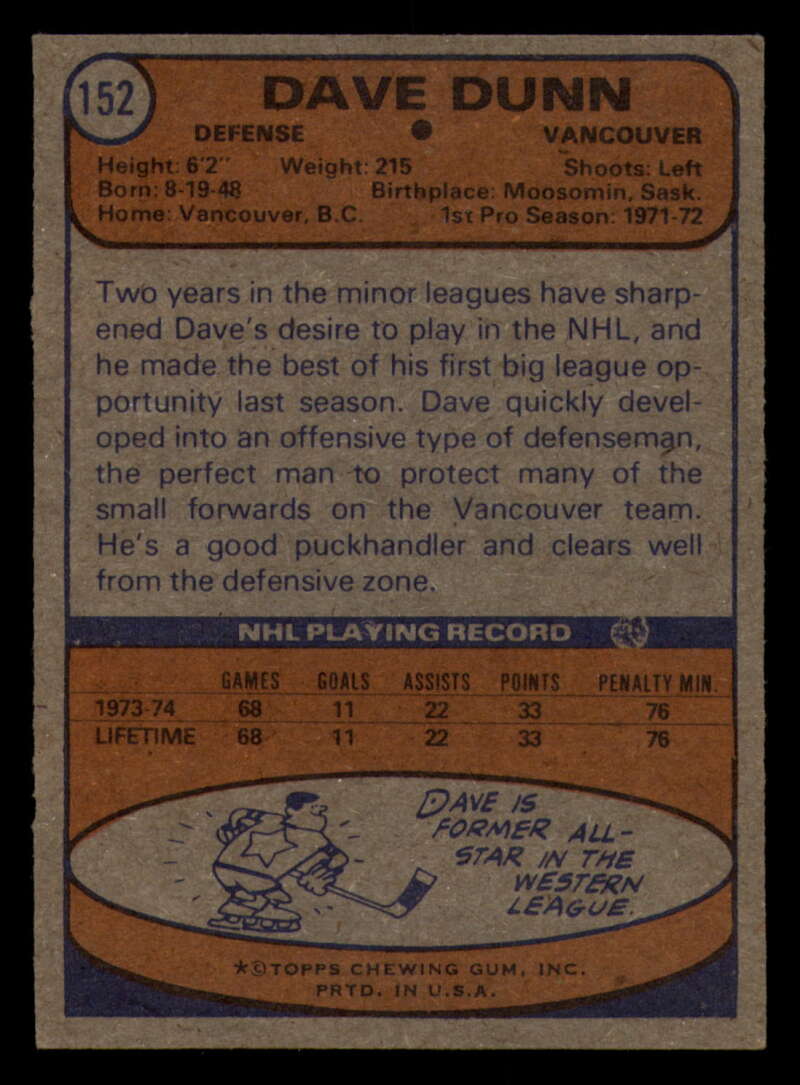 152
DAVE DUNN
DEFENSE ● VANCOUVER
Height: 6'2" Weight: 215 Shoots: Left
Born: 8-19-48 Birthplace: Moosomin, Sask.
Home: Vancouver, B.C. 1st Pro Season: 1971-72
Two years in the minor leagues have sharp-
ened Dave's desire to play in the NHL, and
he made the best of his first big league op-
portunity last season. Dave quickly devel-
oped into an offensive type of defenseman,
the perfect man to protect many of the
small forwards on the Vancouver team.
He's a good puckhandler and clears well
from the defensive zone.
NHL PLAYING RECORD
GAMES GOALS ASSISTS POINTS PENALTY MIN.
1973-74 68 11 22 33 76
LIFETIME 68 11 22 33 76
DAVE IS
FORMER ALL-
STAR IN THE
WESTERN
LEAGUE.
*©TOPPS CHEWING GUM, INC.
PRTD. IN U.S.A.